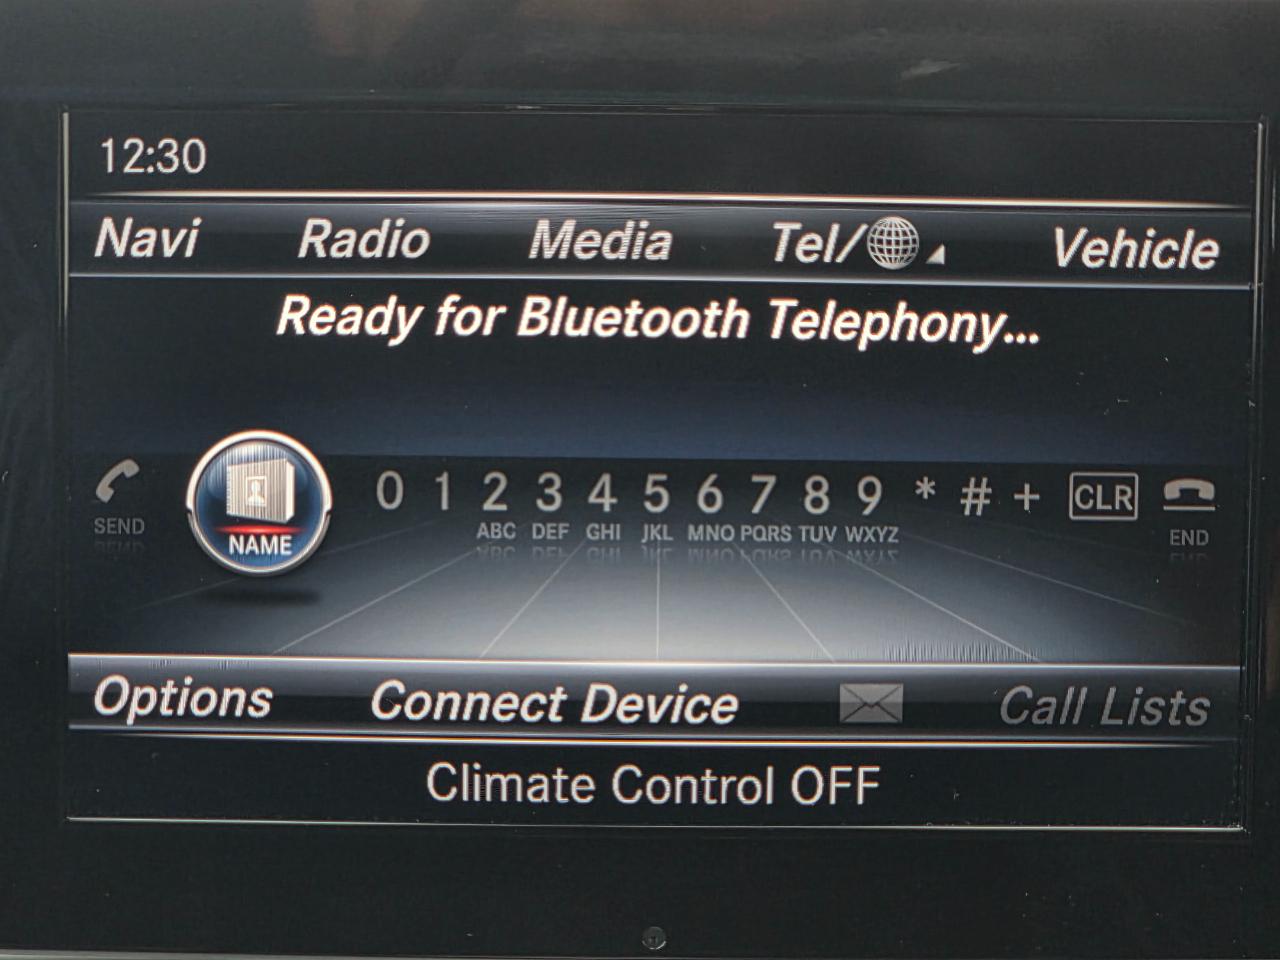 12:30
Navi Radio Media Tel/ Vehicle
Ready for Bluetooth Telephony...
0 1 2 3 4 5 6 7 8 9 * # + CLR
SEND NAME ABC DEF GHI JKL MNO PQRS TUV WXYZ END
Options Connect Device Call Lists
Climate Control OFF